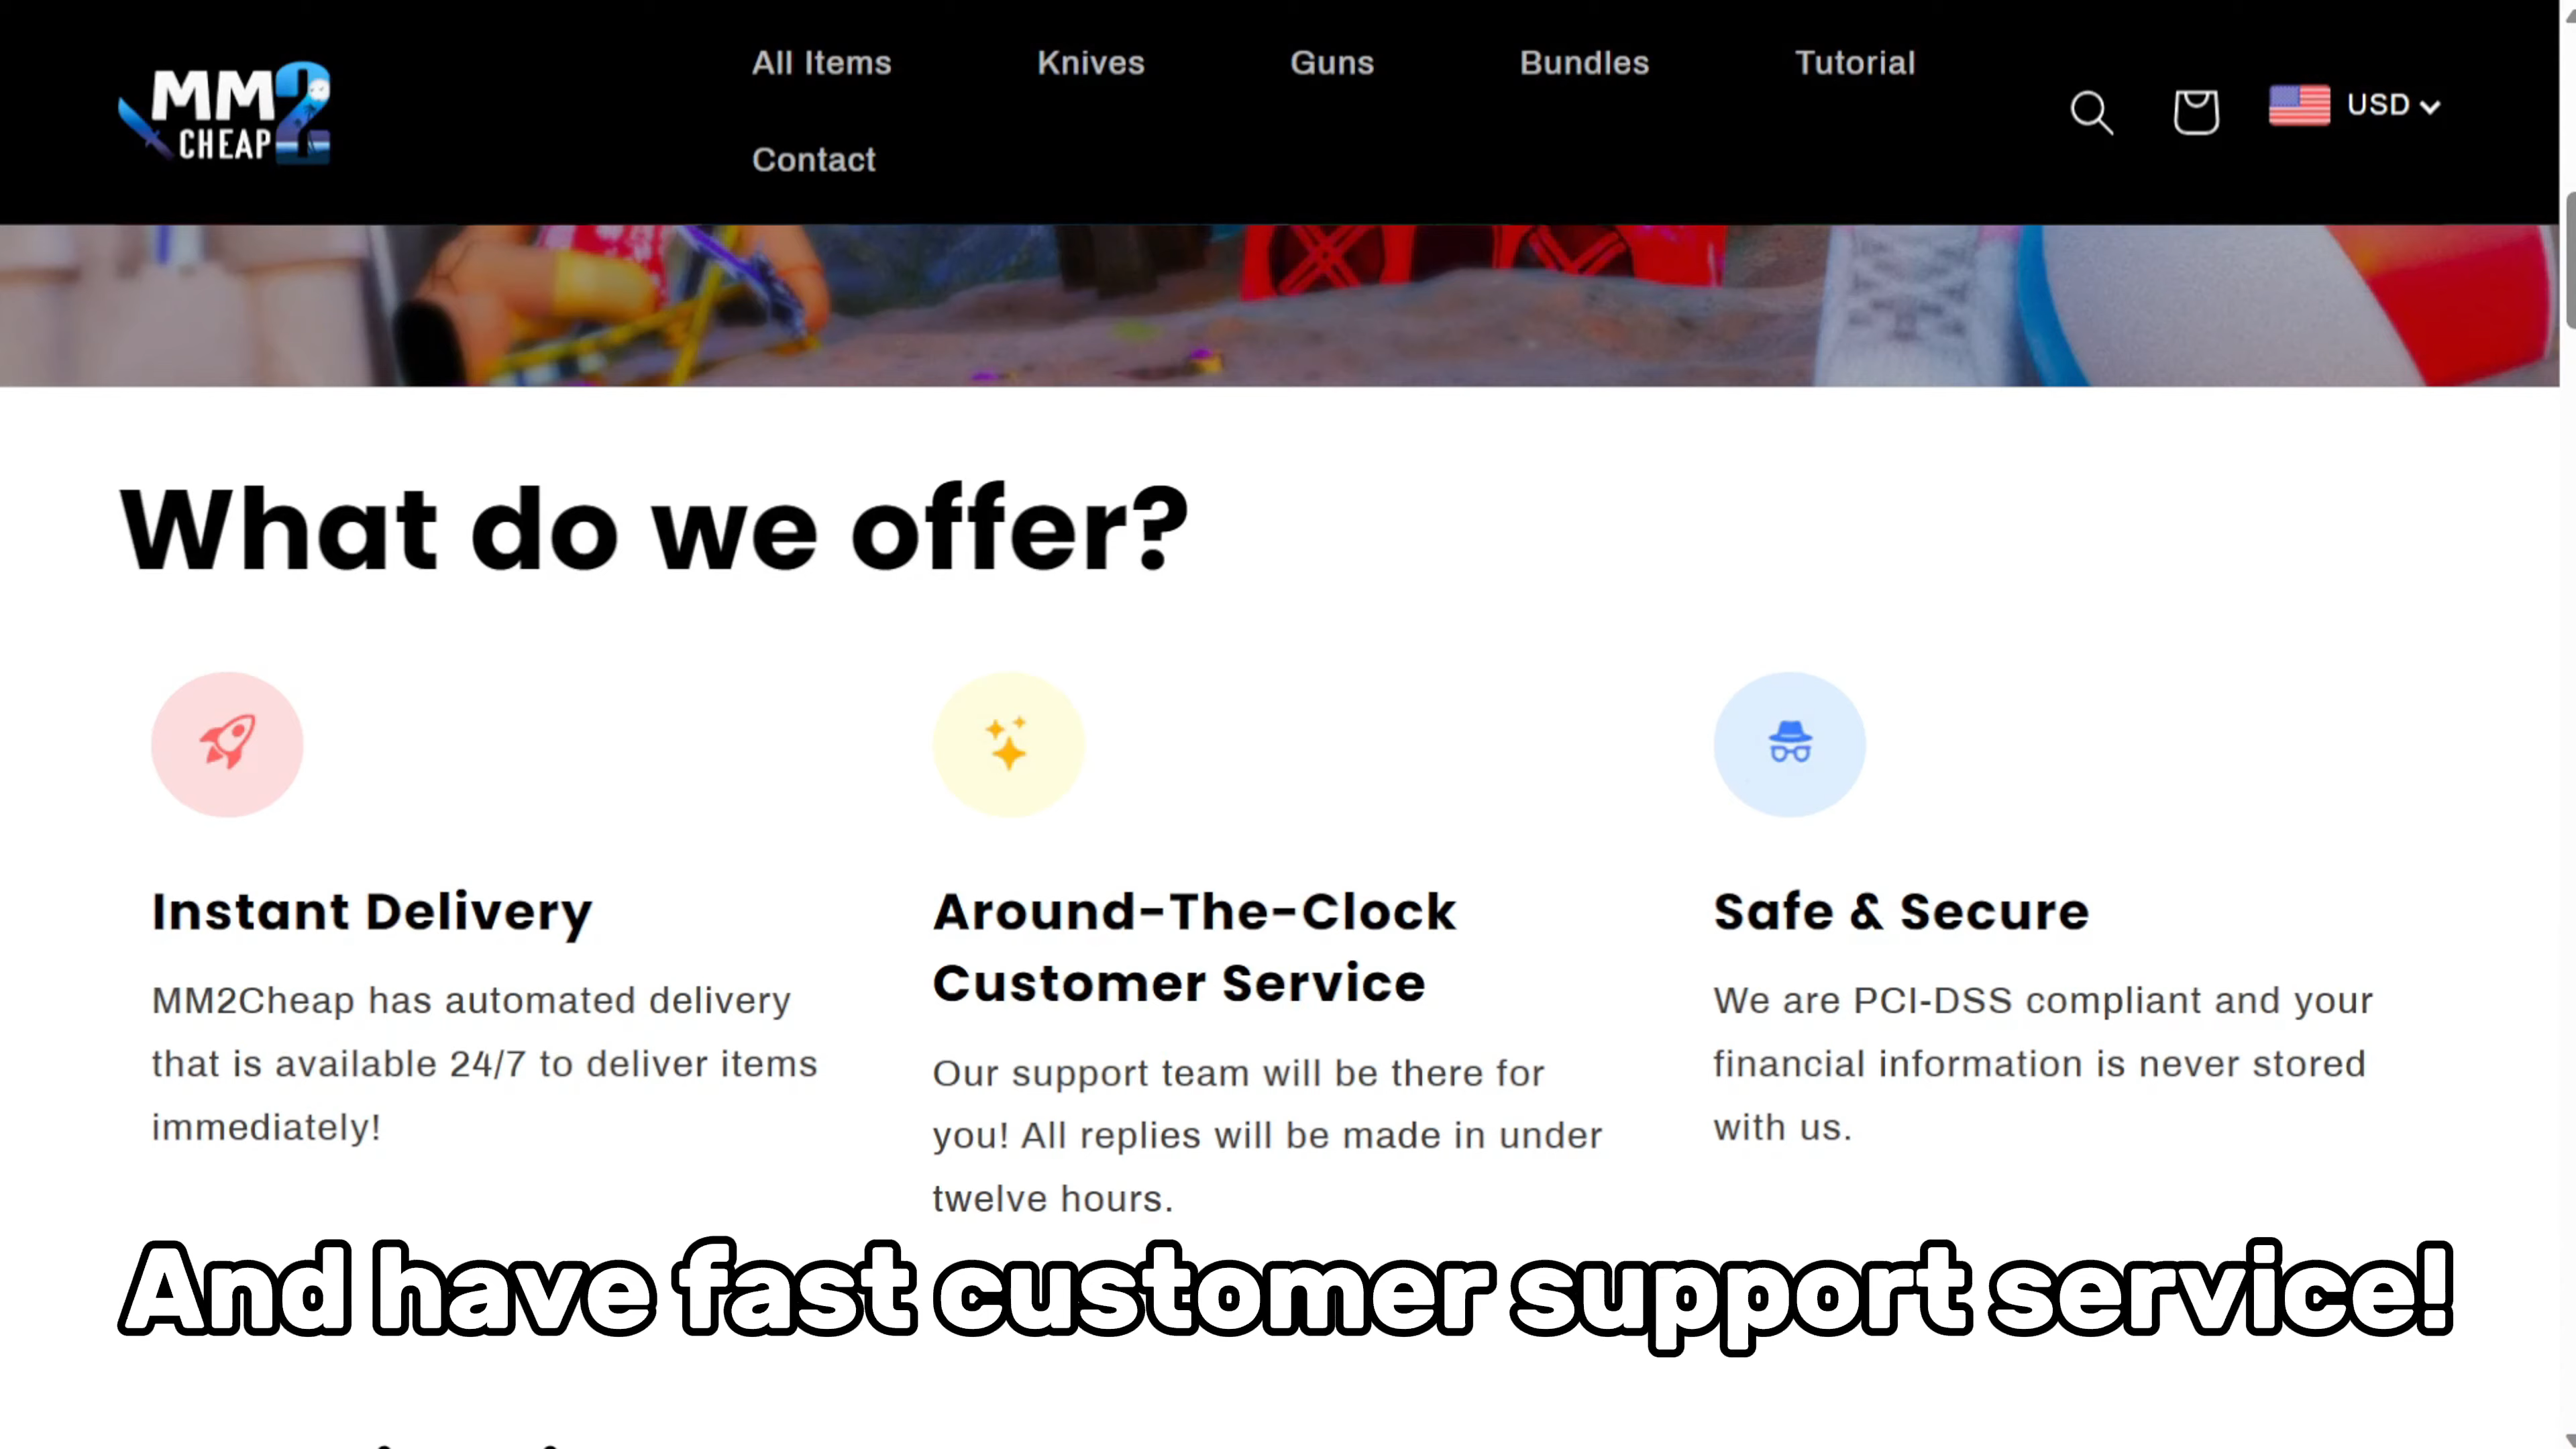 MM2
CHEAP
All Items Knives Guns Bundles Tutorial
Contact
USD
What do we offer?
Instant Delivery
MM2Cheap has automated delivery
that is available 24/7 to deliver items
immediately!
Around-The-Clock
Customer Service
Our support team will be there for
you! All replies will be made in under
twelve hours.
Safe & Secure
We are PCI-DSS compliant and your
financial information is never stored
with us.
And have fast customer support service!